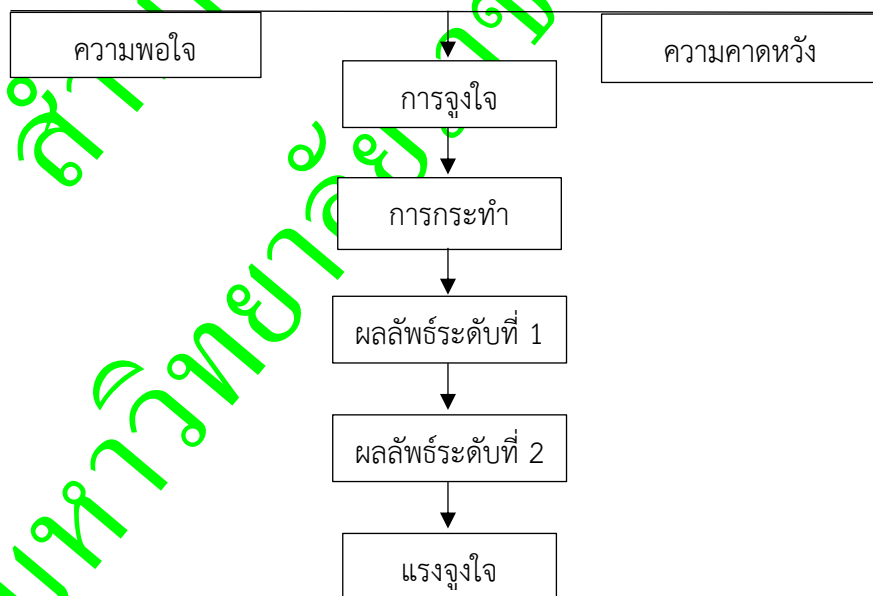 ความพอใจ
ความคาดหวัง
การจูงใจ
การกระทำ
ผลลัพธ์ระดับที่ 1
ผลลัพธ์ระดับที่ 2
แรงจูงใจ